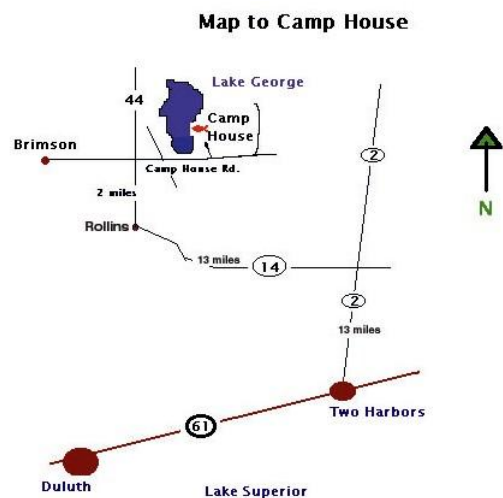 Map to Camp House
Lake George
44
Camp
House
Brimson
2
Camp House Rd.
2 miles
N
Rollins
13 miles
14
2
13 miles
Two Harbors
61
Duluth
Lake Superior